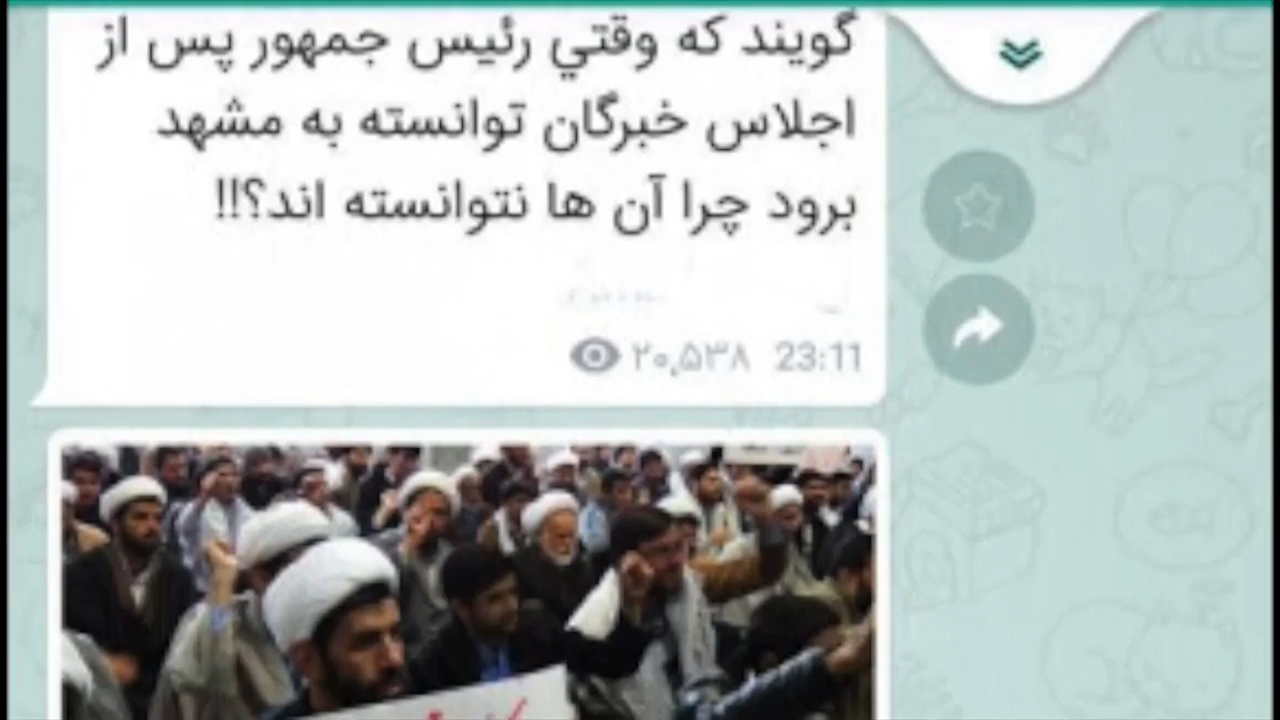 گویند که وقتي رئیس جمهور پس از
اجلاس خبرگان توانسته به مشهد
برود چرا آن ها نتوانسته اند؟!!
۲۰,۵۳۸ 23:11